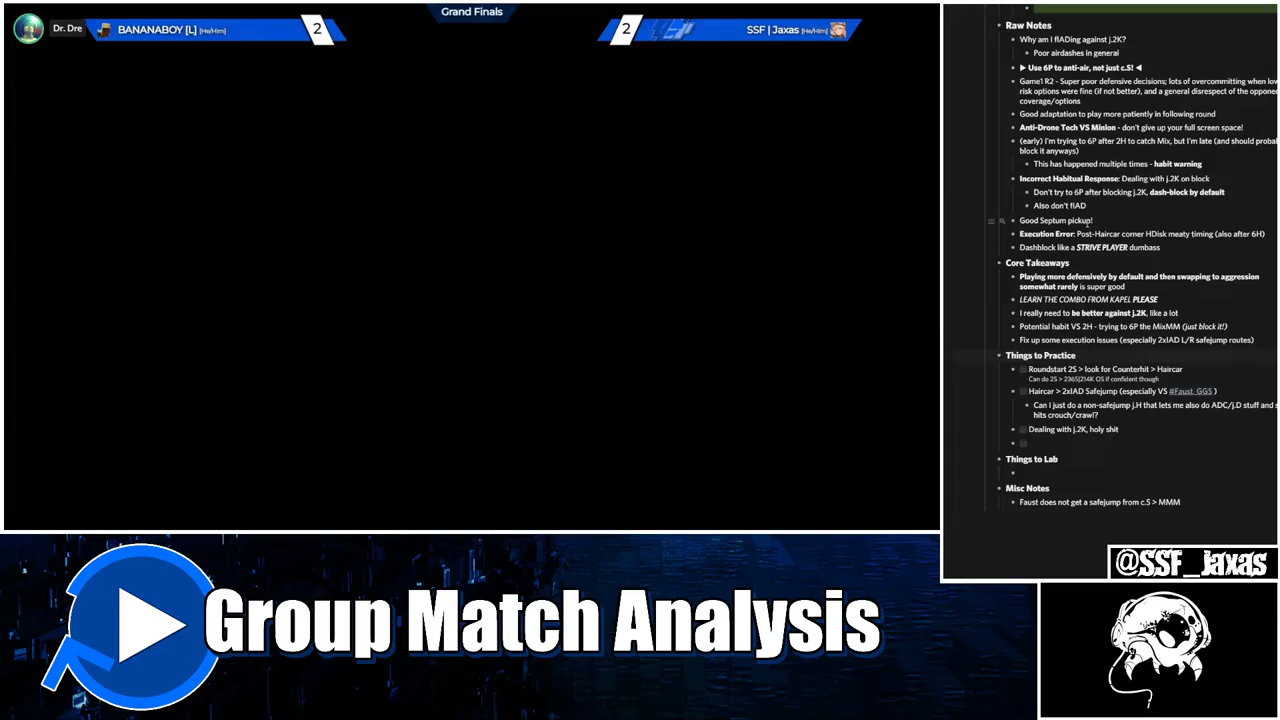 Grand Finals
Dr. Dre
BANANABOY [L] [He/Him]
2
2
SSF | Jaxas [He/Him]
Raw Notes
Why am I fIADing against j.2K?
Poor airdashes in general
► Use 6P to anti-air, not just c.S! ◄
Game1 R2 - Super poor defensive decisions; lots of overcommitting when low
risk options were fine (if not better), and a general disrespect of the oppone
coverage/options
Good adaptation to play more patiently in following round
Anti-Drone Tech VS Minion - don't give up your full screen space!
(early) I'm trying to 6P after 2H to catch Mix, but I'm late (and should probal
block it anyways)
This has happened multiple times - habit warning
Incorrect Habitual Response: Dealing with j.2K on block
Don't try to 6P after blocking j.2K, dash-block by default
Also don't fIAD
Good Septum pickup!
Execution Error: Post-Haircar corner HDisk meaty timing (also after 6H)
Dashblock like a STRIVE PLAYER dumbass
Core Takeaways
Playing more defensively by default and then swapping to aggression
somewhat rarely is super good
LEARN THE COMBO FROM KAPEL PLEASE
I really need to be better against j.2K, like a lot
Potential habit VS 2H - trying to 6P the MixMM (just block it!)
Fix up some execution issues (especially 2xIAD L/R safejump routes)
Things to Practice
Roundstart 2S > look for Counterhit > Haircar
Can do 2S > 236S|214K OS if confident though
Haircar > 2xIAD Safejump (especially VS #Faust_GGS )
Can I just do a non-safejump j.H that lets me also do ADC/j.D stuff and s
hits crouch/crawl?
Dealing with j.2K, holy shit
Things to Lab
Misc Notes
Faust does not get a safejump from c.S > MMM
@SSF_Jaxas
Group Match Analysis